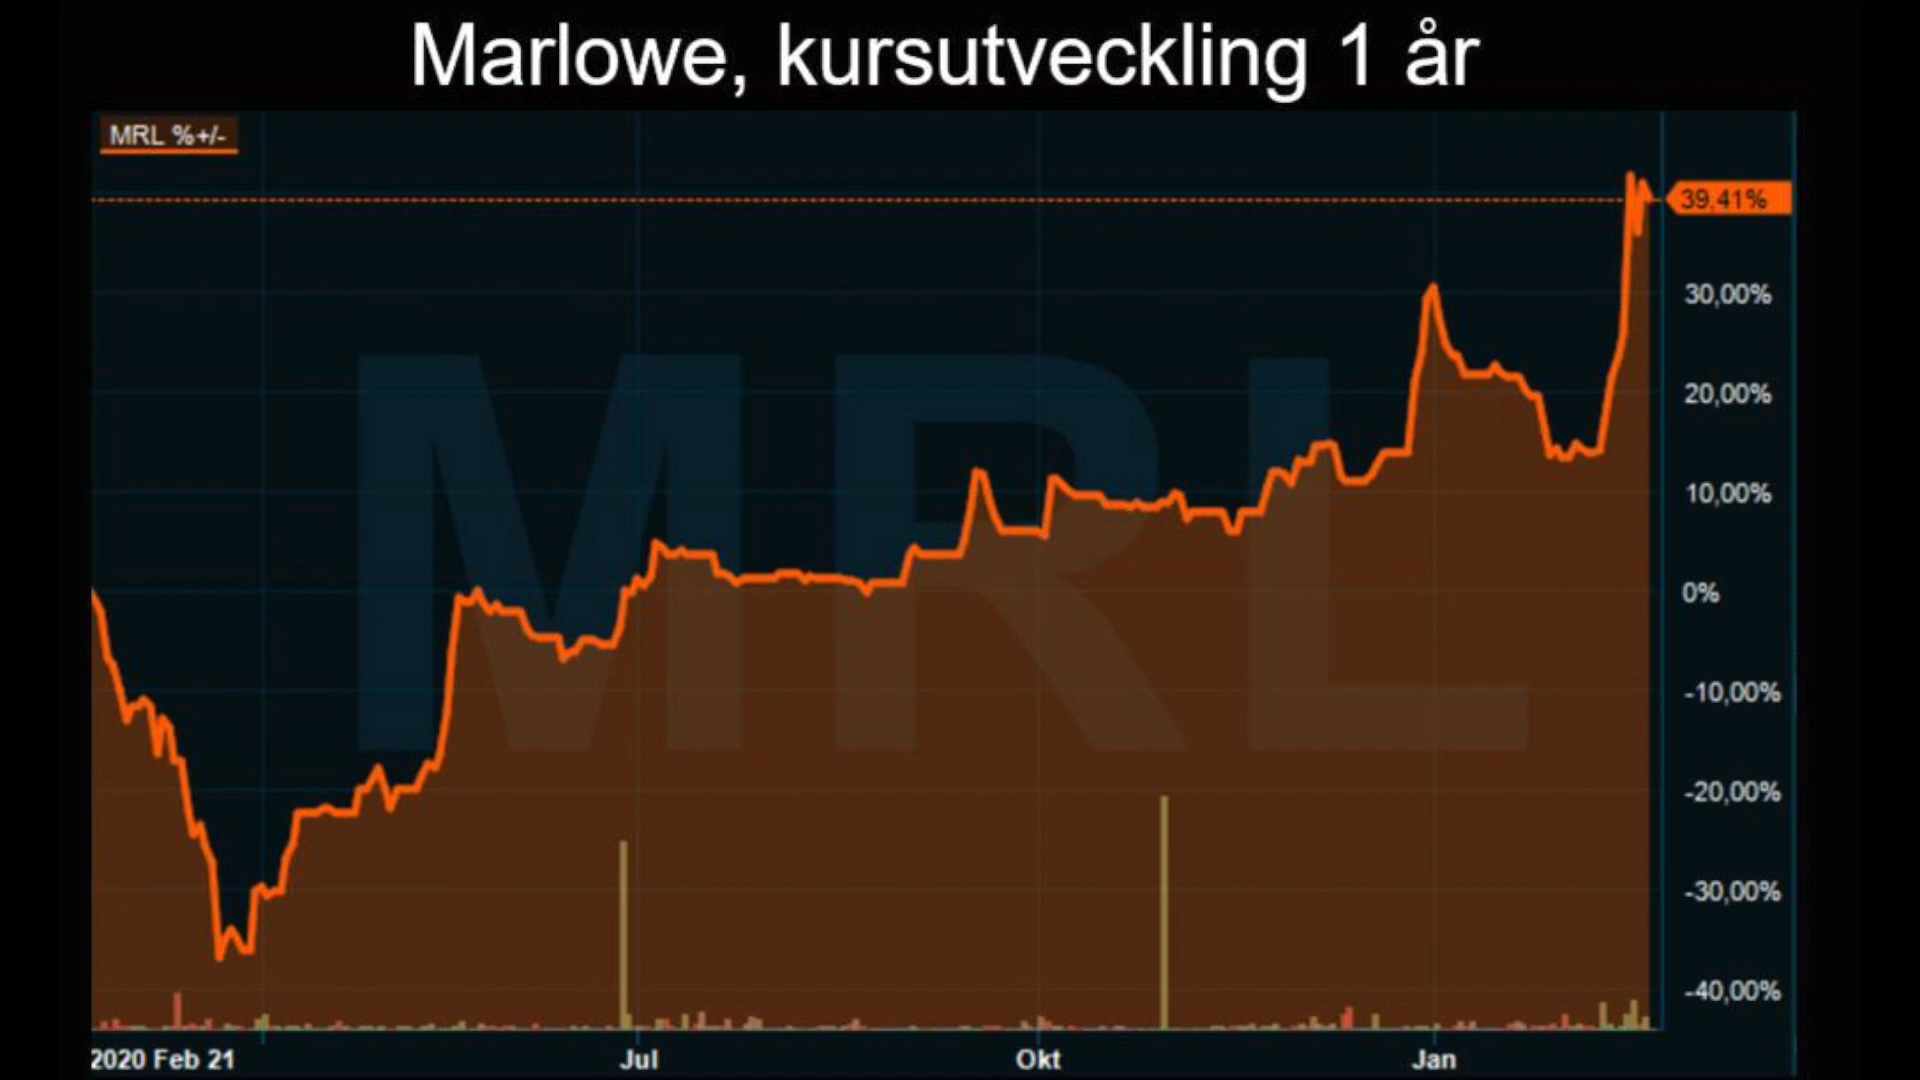 Marlowe, kursutveckling 1 år
MRL %+/-
39,41%
30,00%
20,00%
10,00%
0%
-10,00%
-20,00%
-30,00%
-40,00%
MRL
2020 Feb 21
Jul
Okt
Jan